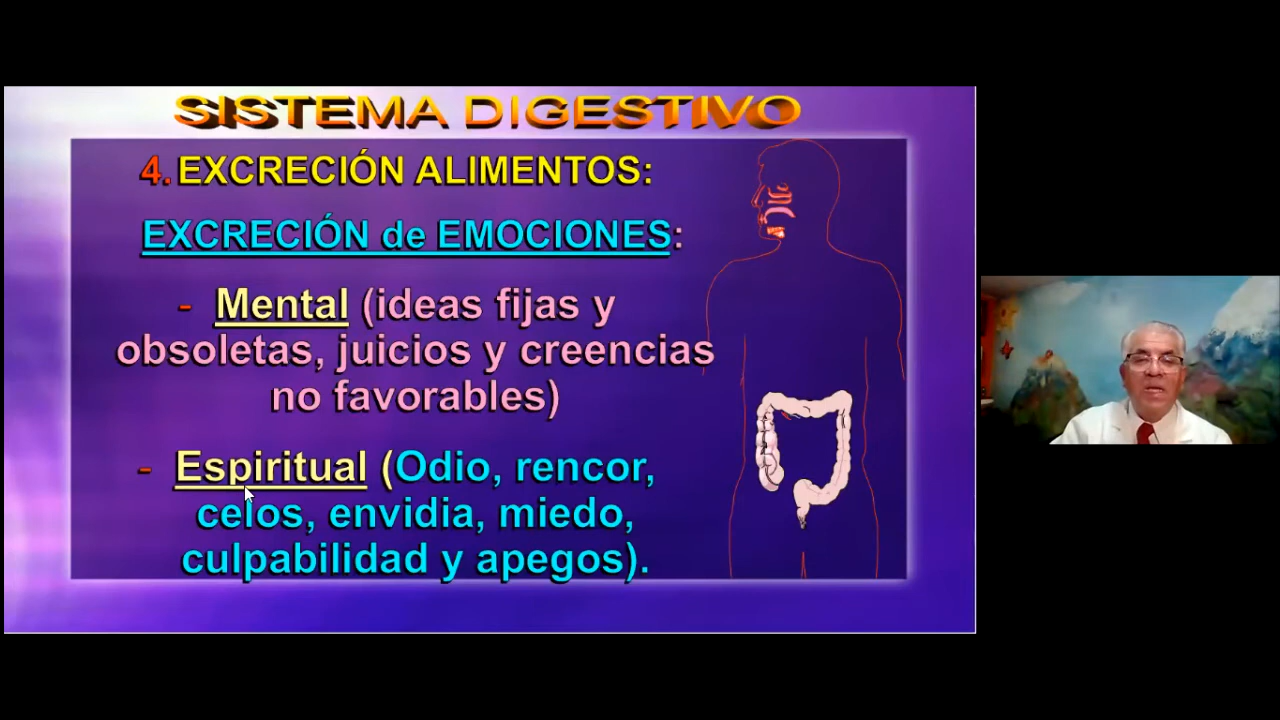 SISTEMA DIGESTIVO
4. EXCRECIÓN ALIMENTOS:
EXCRECIÓN de EMOCIONES:
- Mental (ideas fijas y
obsoletas, juicios y creencias
no favorables)
- Espiritual (Odio, rencor,
celos, envidia, miedo,
culpabilidad y apegos).